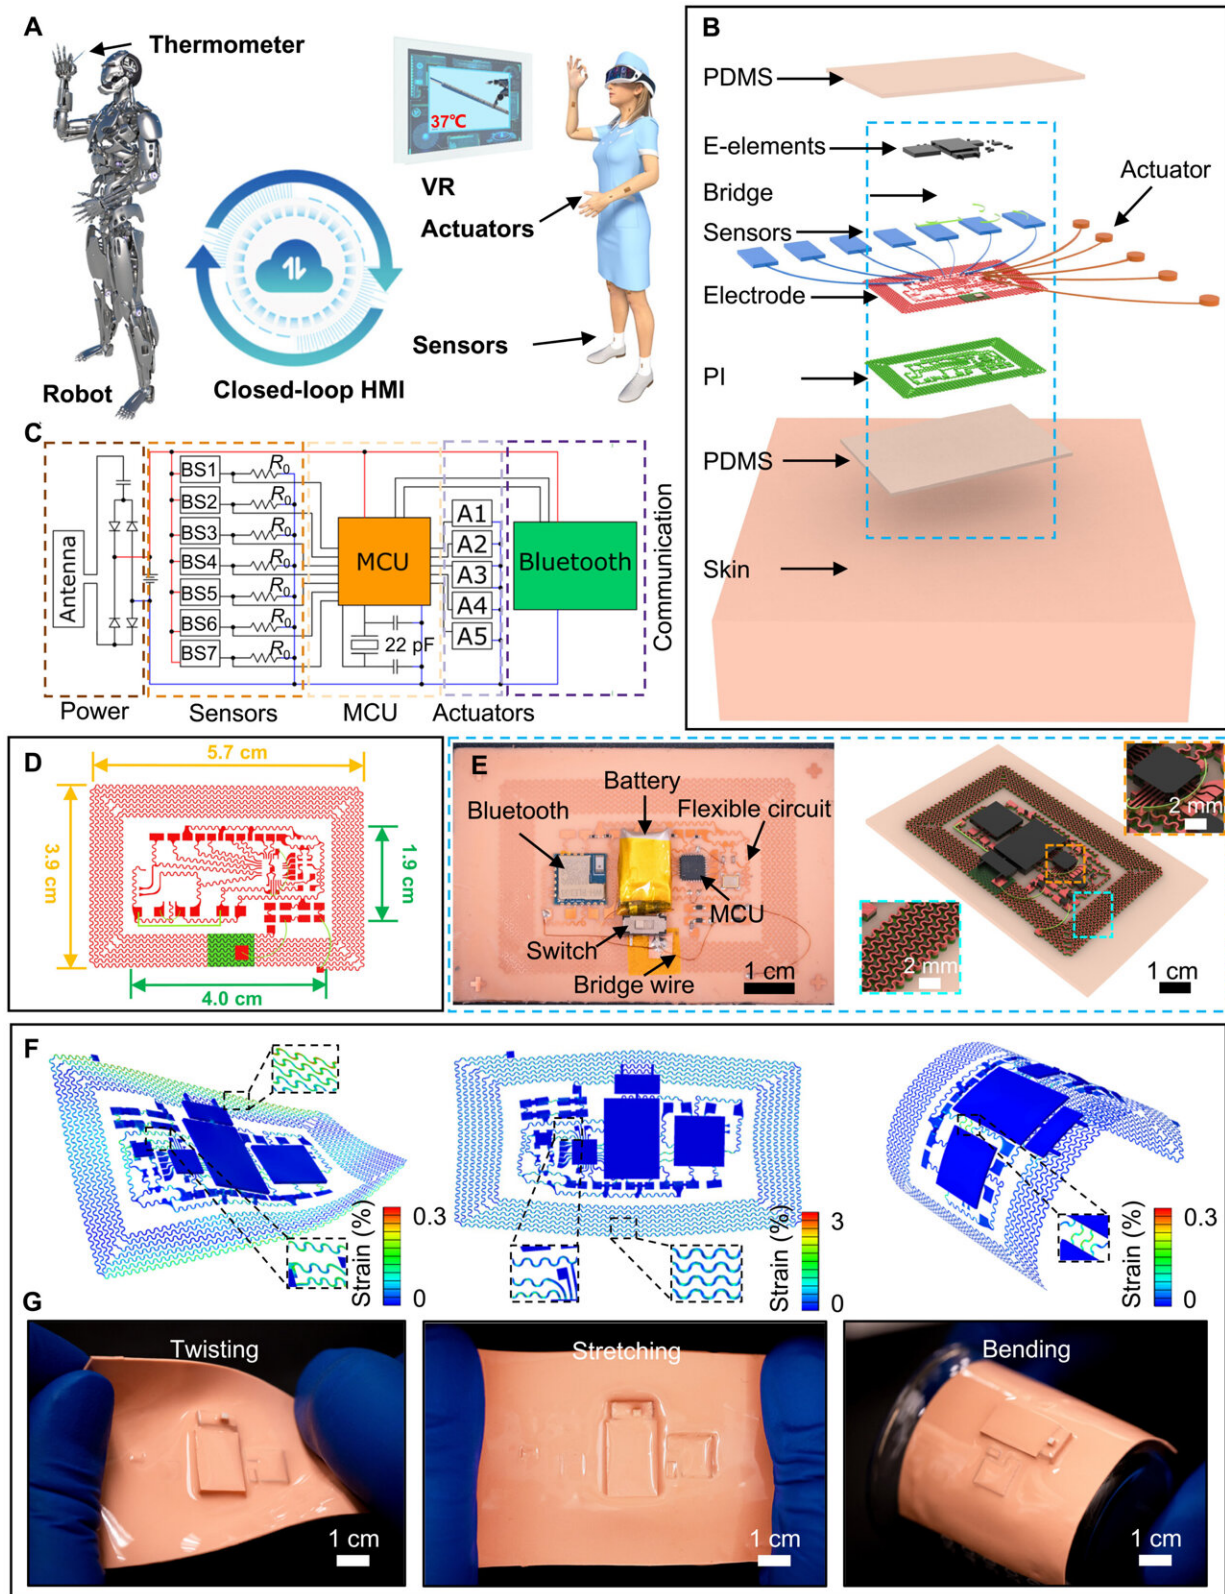 A
Thermometer
37℃
VR
Actuators
Sensors
Robot
Closed-loop HMI
B
PDMS
E-elements
Bridge
Actuator
Sensors
Electrode
PI
PDMS
Skin
C
Antenna
BS1
R0
BS2
R0
BS3
R0
BS4
R0
BS5
R0
BS6
R0
BS7
R0
MCU
22 pF
A1
A2
A3
A4
A5
Bluetooth
Communication
Power
Sensors
MCU
Actuators
D
5.7 cm
3.9 cm
1.9 cm
4.0 cm
E
Battery
Bluetooth
Flexible circuit
MCU
Switch
Bridge wire
1 cm
2 mm
2 mm
1 cm
F
Strain (%)
0.3
0
Strain (%)
3
0
Strain (%)
0.3
0
G
Twisting
1 cm
Stretching
1 cm
Bending
1 cm